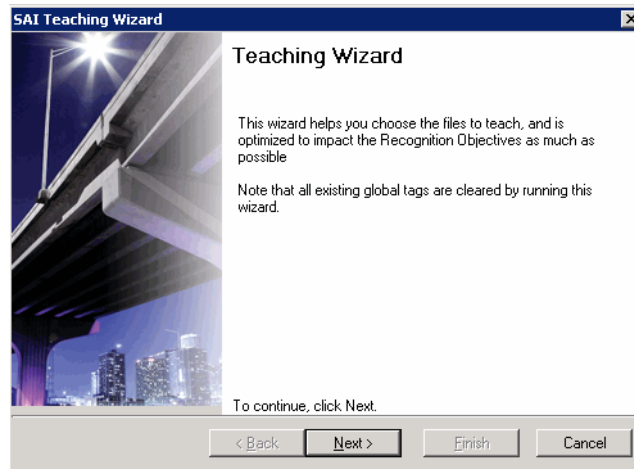 SAI Teaching Wizard
Teaching Wizard
This wizard helps you choose the files to teach, and is
optimized to impact the Recognition Objectives as much as
possible
Note that all existing global tags are cleared by running this
wizard.
To continue, click Next.
< Back Next > Finish Cancel